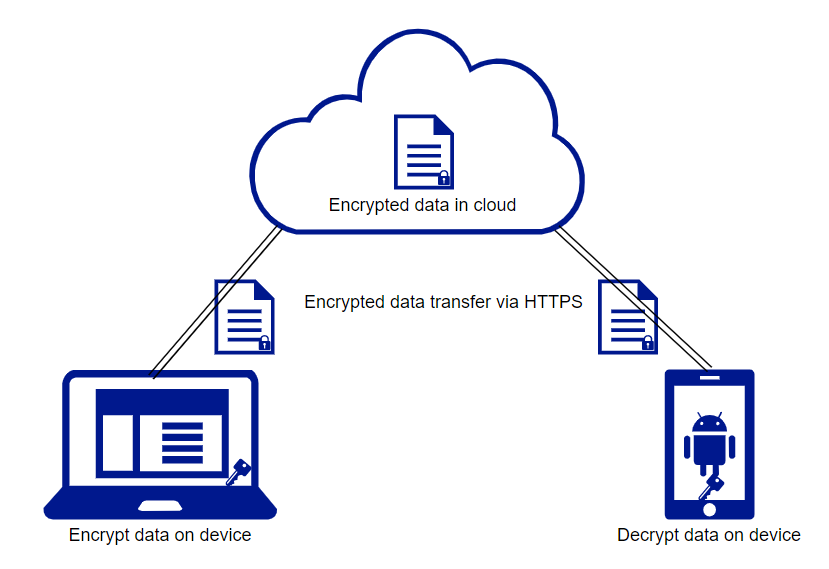 Encrypted data in cloud
Encrypted data transfer via HTTPS
Encrypt data on device
Decrypt data on device